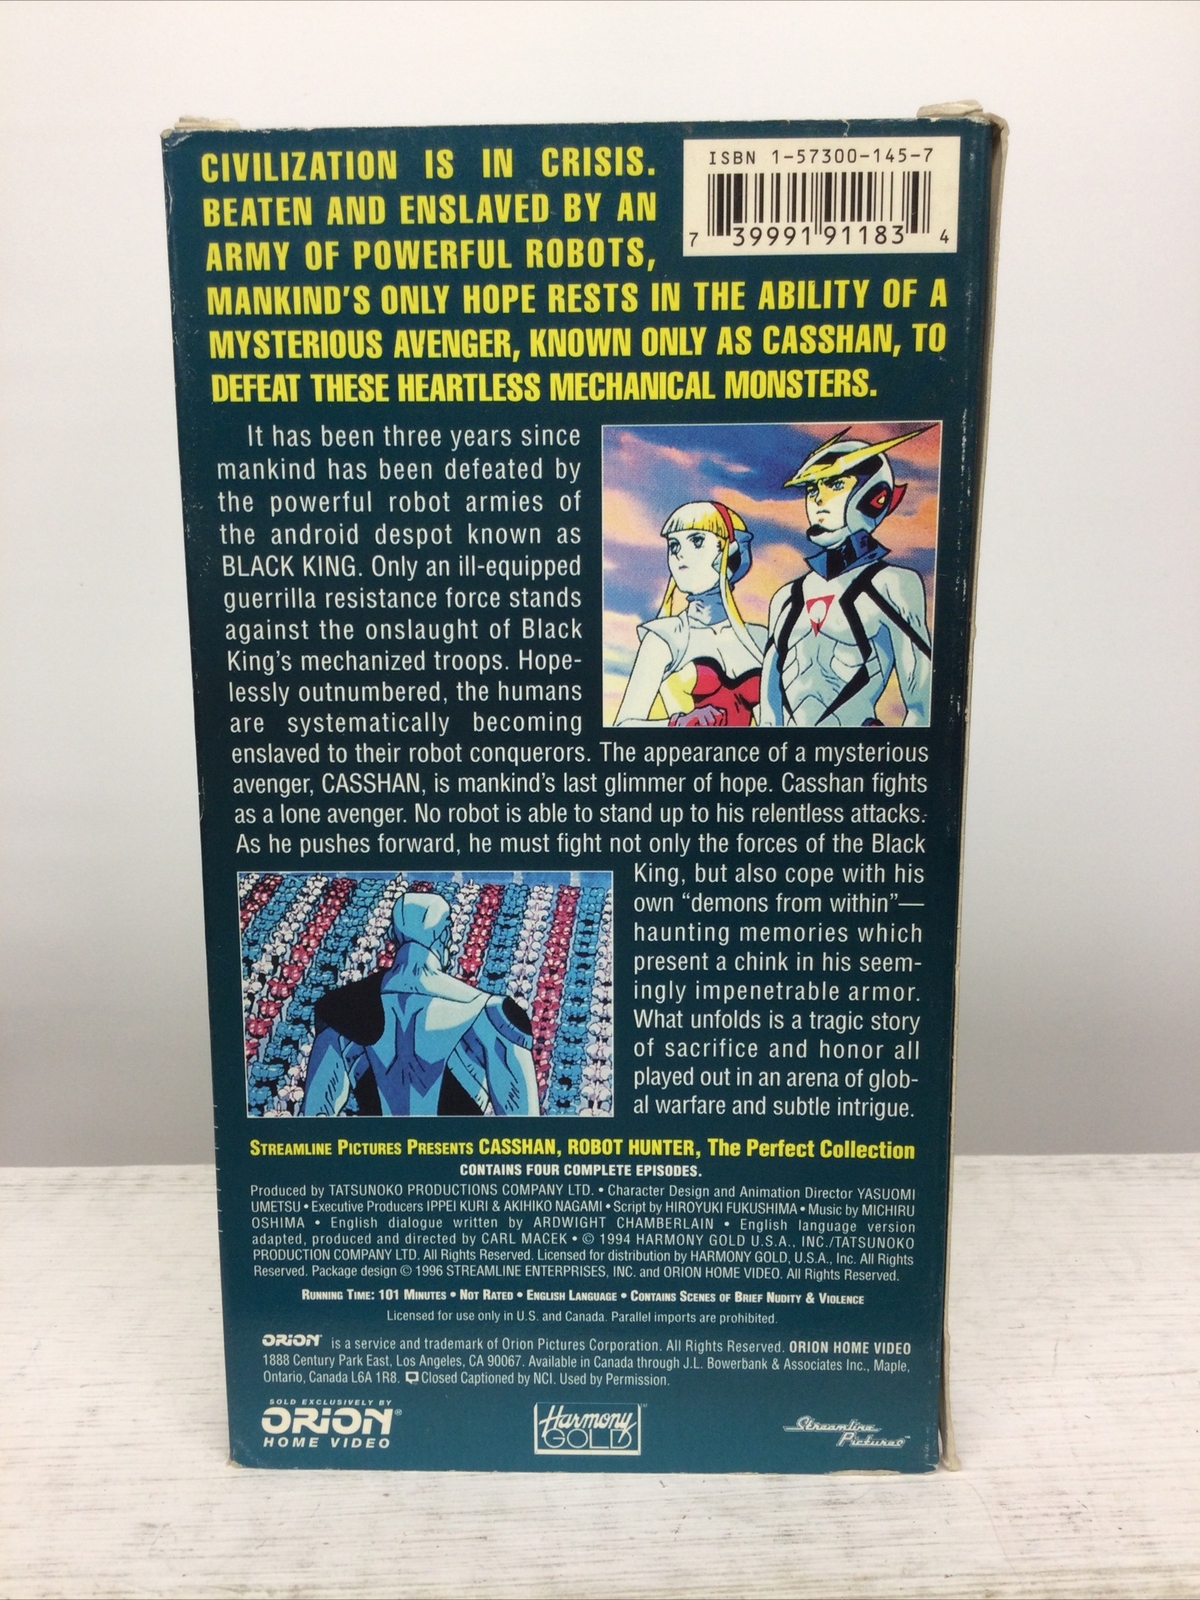 CIVILIZATION IS IN CRISIS.
BEATEN AND ENSLAVED BY AN
ARMY OF POWERFUL ROBOTS,
MANKIND'S ONLY HOPE RESTS IN THE ABILITY OF A
MYSTERIOUS AVENGER, KNOWN ONLY AS CASSHAN, TO
DEFEAT THESE HEARTLESS MECHANICAL MONSTERS.
ISBN 1-57300-145-7
7 39991 91183 4
It has been three years since
mankind has been defeated by
the powerful robot armies of
the android despot known as
BLACK KING. Only an ill-equipped
guerrilla resistance force stands
against the onslaught of Black
King's mechanized troops. Hope-
lessly outnumbered, the humans
are systematically becoming
enslaved to their robot conquerors. The appearance of a mysterious
avenger, CASSHAN, is mankind's last glimmer of hope. Casshan fights
as a lone avenger. No robot is able to stand up to his relentless attacks.
As he pushes forward, he must fight not only the forces of the Black
King, but also cope with his
own "demons from within"—
haunting memories which
present a chink in his seem-
ingly impenetrable armor.
What unfolds is a tragic story
of sacrifice and honor all
played out in an arena of glob-
al warfare and subtle intrigue.
STREAMLINE PICTURES PRESENTS CASSHAN, ROBOT HUNTER, The Perfect Collection
CONTAINS FOUR COMPLETE EPISODES.
Produced by TATSUNOKO PRODUCTIONS COMPANY LTD. • Character Design and Animation Director YASUOMI
UMETSU • Executive Producers IPPEI KURI & AKIHIKO NAGAMI • Script by HIROYUKI FUKUSHIMA • Music by MICHIRU
OSHIMA • English dialogue written by ARDWIGHT CHAMBERLAIN • English language version
adapted, produced and directed by CARL MACEK • © 1994 HARMONY GOLD U.S.A., INC./TATSUNOKO
PRODUCTION COMPANY LTD. All Rights Reserved. Licensed for distribution by HARMONY GOLD, U.S.A., Inc. All Rights
Reserved. Package design © 1996 STREAMLINE ENTERPRISES, INC. and ORION HOME VIDEO. All Rights Reserved.
RUNNING TIME: 101 MINUTES • NOT RATED • ENGLISH LANGUAGE • CONTAINS SCENES OF BRIEF NUDITY & VIOLENCE
Licensed for use only in U.S. and Canada. Parallel imports are prohibited.
ORION™ is a service and trademark of Orion Pictures Corporation. All Rights Reserved. ORION HOME VIDEO
1888 Century Park East, Los Angeles, CA 90067. Available in Canada through J.L. Bowerbank & Associates Inc., Maple,
Ontario, Canada L6A 1R8. Closed Captioned by NCI. Used by Permission.
SOLD EXCLUSIVELY BY
ORION®
HOME VIDEO
Harmony
GOLD™
Streamline
Pictures™